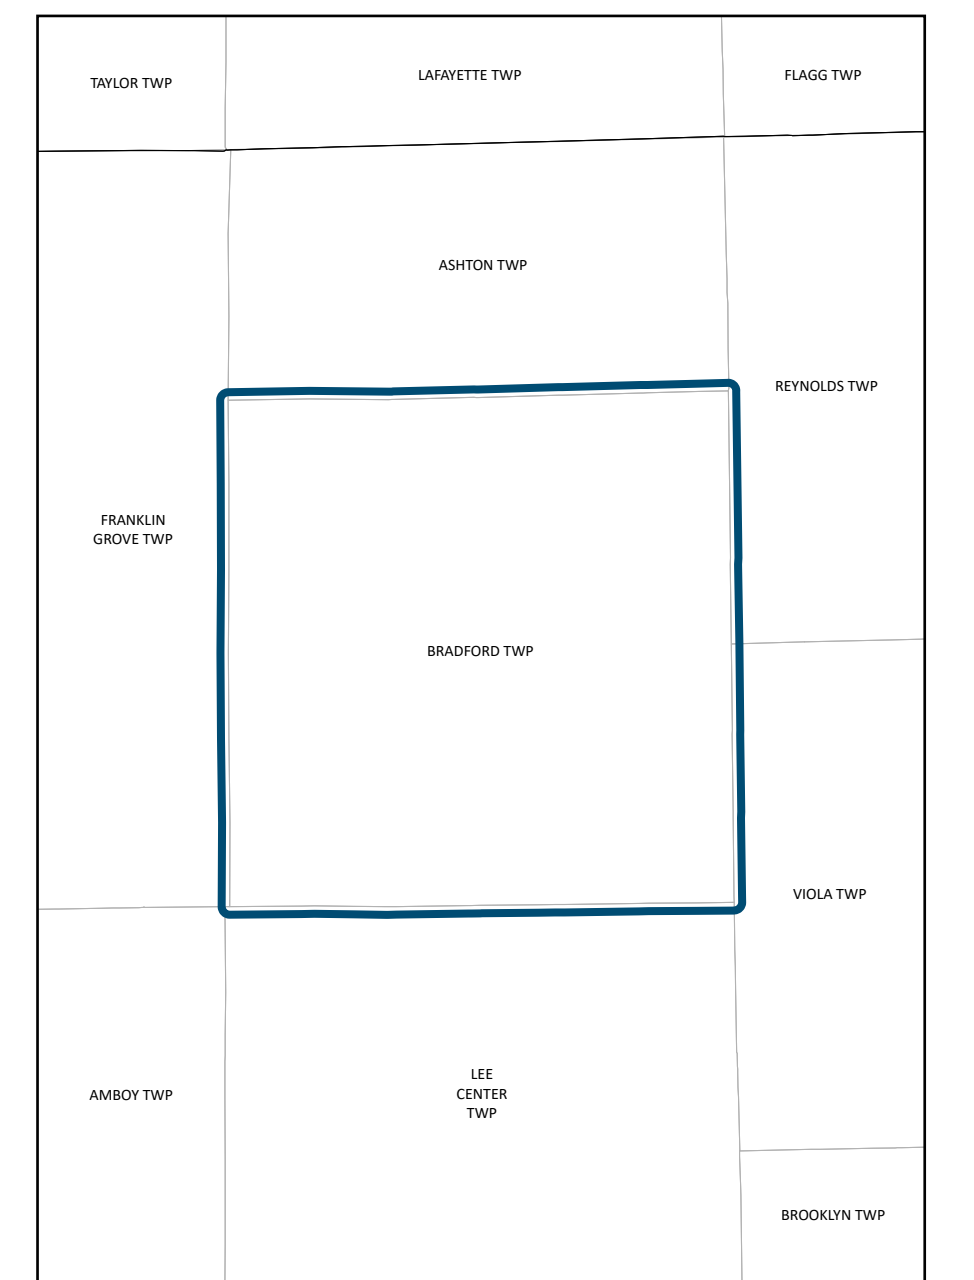 TAYLOR TWP
LAFAYETTE TWP
FLAGG TWP
ASHTON TWP
REYNOLDS TWP
FRANKLIN
GROVE TWP
BRADFORD TWP
VIOLA TWP
AMBOY TWP
LEE
CENTER
TWP
BROOKLYN TWP